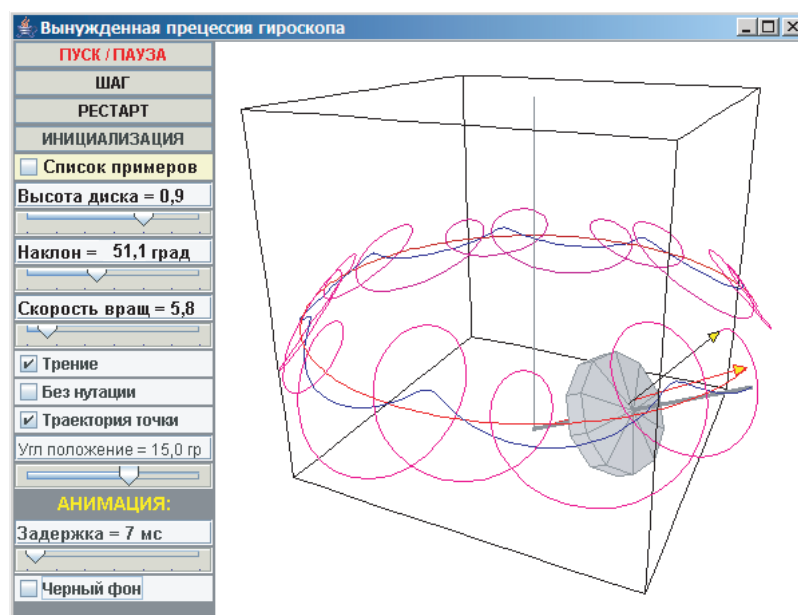 Вынужденная прецессия гироскопа
ПУСК / ПАУЗА
ШАГ
РЕСТАРТ
ИНИЦИАЛИЗАЦИЯ
Список примеров
Высота диска = 0,9
Наклон = 51,1 град
Скорость вращ = 5,8
Трение
Без нутации
Траектория точки
Угл положение = 15,0 гр
АНИМАЦИЯ:
Задержка = 7 мс
Черный фон